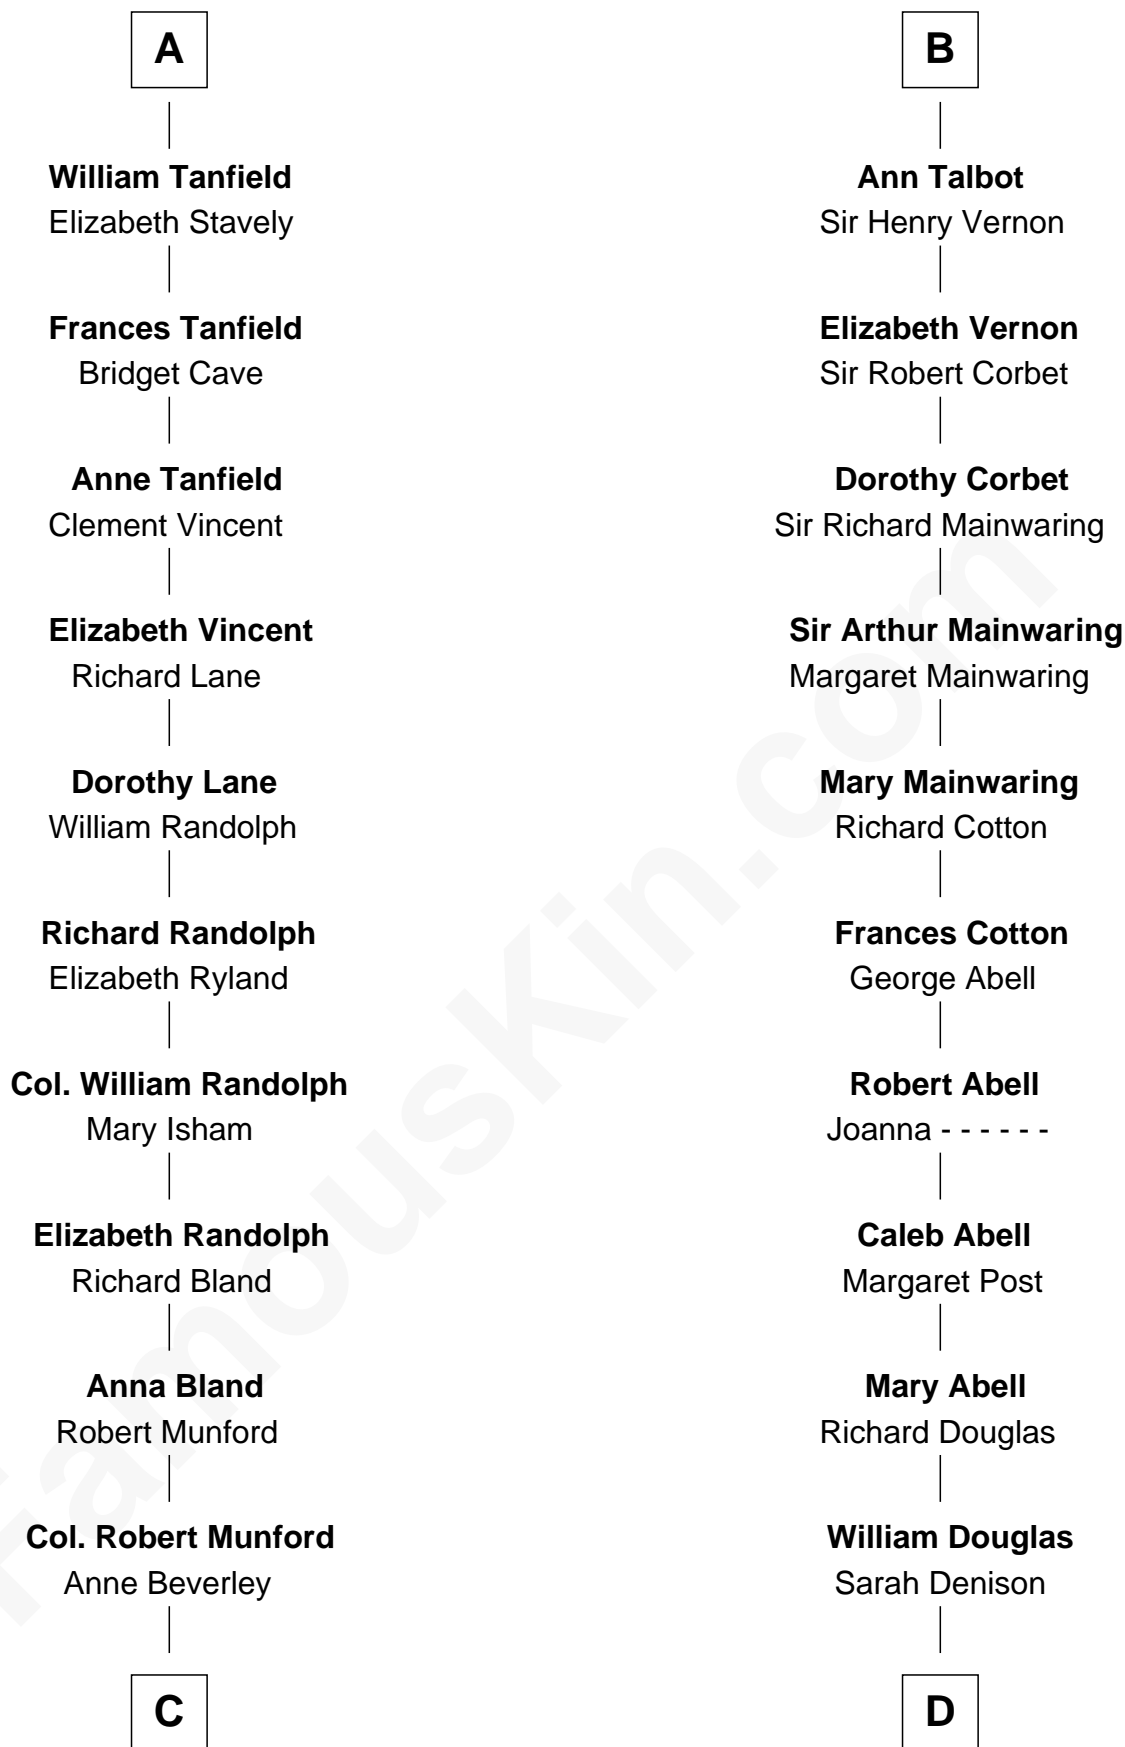 A
William Tanfield
Elizabeth Stavely
Frances Tanfield
Bridget Cave
Anne Tanfield
Clement Vincent
Elizabeth Vincent
Richard Lane
Dorothy Lane
William Randolph
Richard Randolph
Elizabeth Ryland
Col. William Randolph
Mary Isham
Elizabeth Randolph
Richard Bland
Anna Bland
Robert Munford
Col. Robert Munford
Anne Beverley
C
B
Ann Talbot
Sir Henry Vernon
Elizabeth Vernon
Sir Robert Corbet
Dorothy Corbet
Sir Richard Mainwaring
Sir Arthur Mainwaring
Margaret Mainwaring
Mary Mainwaring
Richard Cotton
Frances Cotton
George Abell
Robert Abell
Joanna - - - - - -
Caleb Abell
Margaret Post
Mary Abell
Richard Douglas
William Douglas
Sarah Denison
D
FamousKin.com